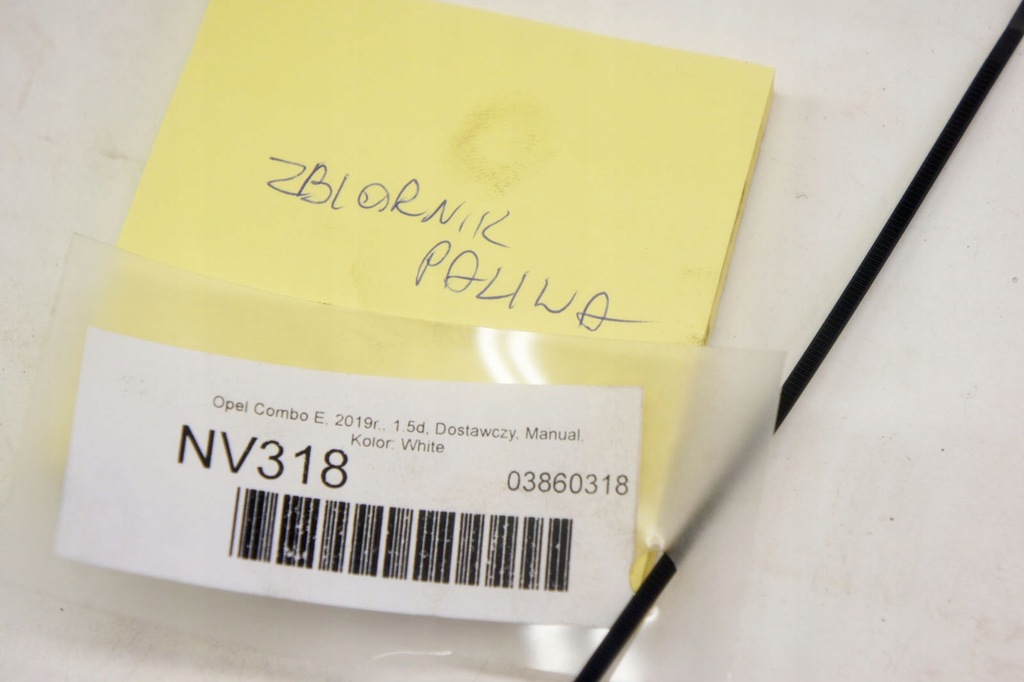 ZBIORNIK
PALIWA
Opel Combo E, 2019r., 1.5d, Dostawczy, Manual,
Kolor: White
NV318
03860318